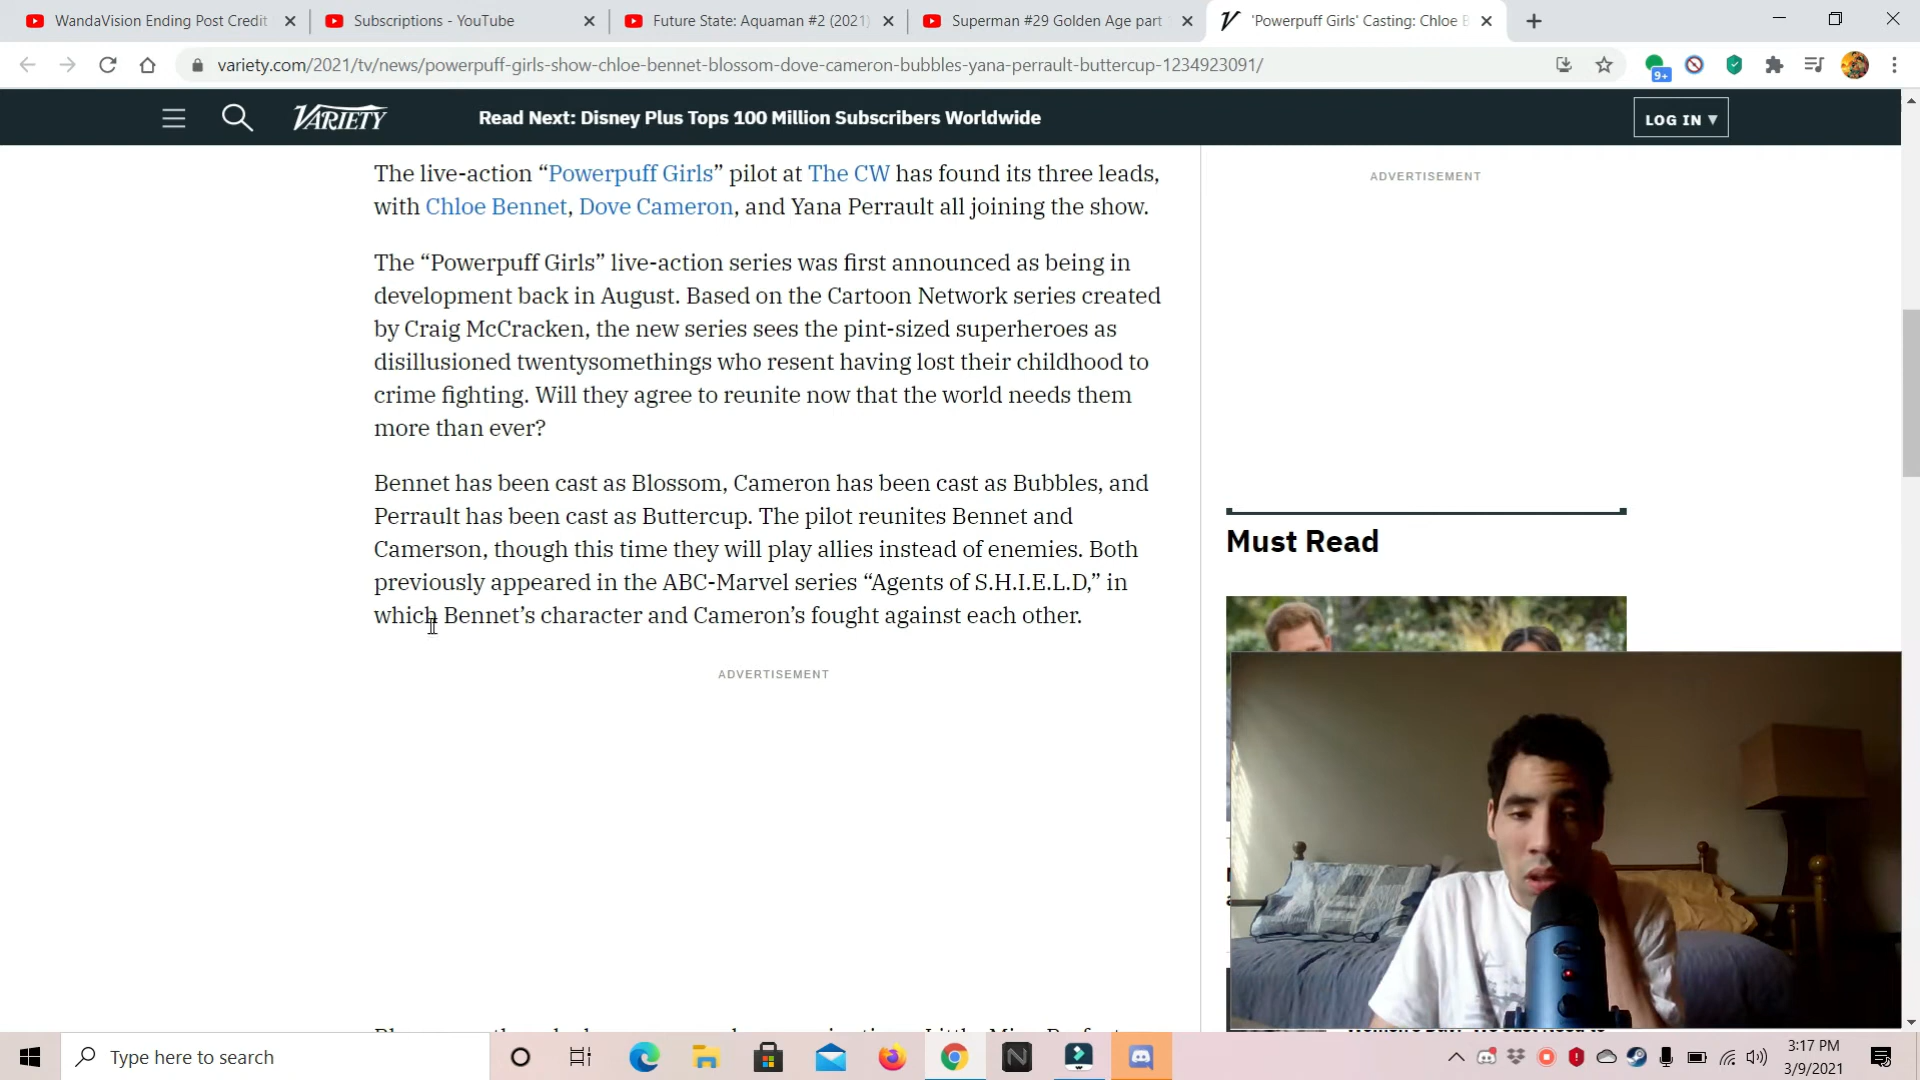 WandaVision Ending Post Credit
Subscriptions - YouTube
Future State: Aquaman #2 (2021)
Superman #29 Golden Age part
'Powerpuff Girls' Casting: Chloe B
variety.com/2021/tv/news/powerpuff-girls-show-chloe-bennet-blossom-dove-cameron-bubbles-yana-perrault-buttercup-1234923091/
9+
VARIETY
Read Next: Disney Plus Tops 100 Million Subscribers Worldwide
LOG IN ▼
The live-action “Powerpuff Girls” pilot at The CW has found its three leads,
with Chloe Bennet, Dove Cameron, and Yana Perrault all joining the show.
The “Powerpuff Girls” live-action series was first announced as being in
development back in August. Based on the Cartoon Network series created
by Craig McCracken, the new series sees the pint-sized superheroes as
disillusioned twentysomethings who resent having lost their childhood to
crime fighting. Will they agree to reunite now that the world needs them
more than ever?
Bennet has been cast as Blossom, Cameron has been cast as Bubbles, and
Perrault has been cast as Buttercup. The pilot reunites Bennet and
Camerson, though this time they will play allies instead of enemies. Both
previously appeared in the ABC-Marvel series “Agents of S.H.I.E.L.D,” in
which Bennet’s character and Cameron’s fought against each other.
ADVERTISEMENT
ADVERTISEMENT
Must Read
Type here to search
3:17 PM
3/9/2021